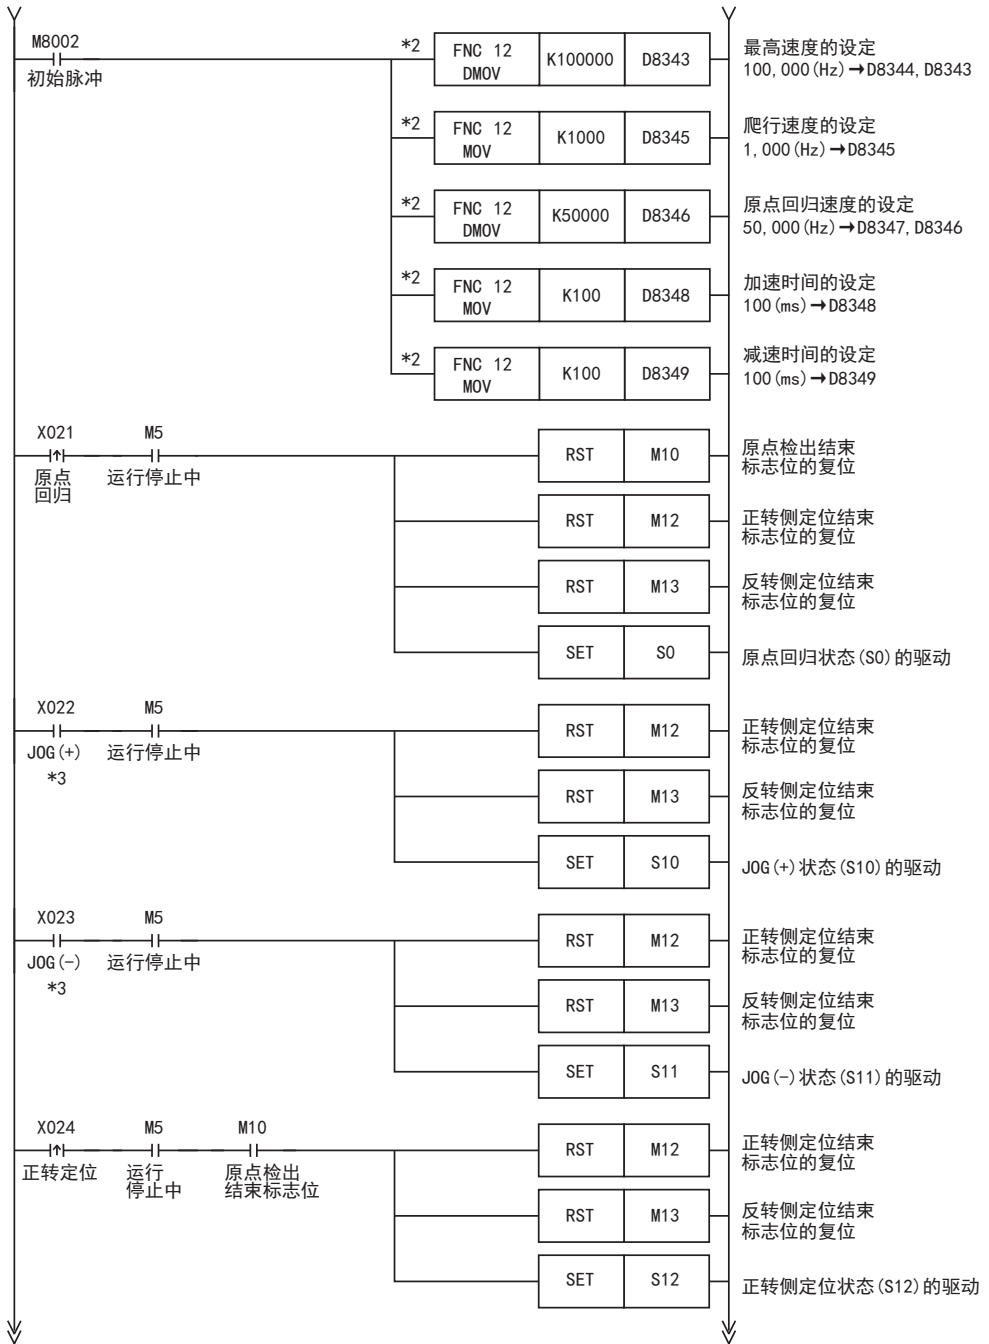 M8002
初始脉冲
*2
FNC 12
DMOV
K100000
D8343
最高速度的设定
100,000(Hz)→D8344,D8343
*2
FNC 12
MOV
K1000
D8345
爬行速度的设定
1,000(Hz)→D8345
*2
FNC 12
DMOV
K50000
D8346
原点回归速度的设定
50,000(Hz)→D8347,D8346
*2
FNC 12
MOV
K100
D8348
加速时间的设定
100(ms)→D8348
*2
FNC 12
MOV
K100
D8349
减速时间的设定
100(ms)→D8349
X021
M5
原点
回归
运行停止中
RST
M10
原点检出结束
标志位的复位
RST
M12
正转侧定位结束
标志位的复位
RST
M13
反转侧定位结束
标志位的复位
SET
S0
原点回归状态(S0)的驱动
X022
M5
JOG(+)
*3
运行停止中
RST
M12
正转侧定位结束
标志位的复位
RST
M13
反转侧定位结束
标志位的复位
SET
S10
JOG(+)状态(S10)的驱动
X023
M5
JOG(-)
*3
运行停止中
RST
M12
正转侧定位结束
标志位的复位
RST
M13
反转侧定位结束
标志位的复位
SET
S11
JOG(-)状态(S11)的驱动
X024
M5
M10
正转定位
运行
停止中
原点检出
结束标志位
RST
M12
正转侧定位结束
标志位的复位
RST
M13
反转侧定位结束
标志位的复位
SET
S12
正转侧定位状态(S12)的驱动